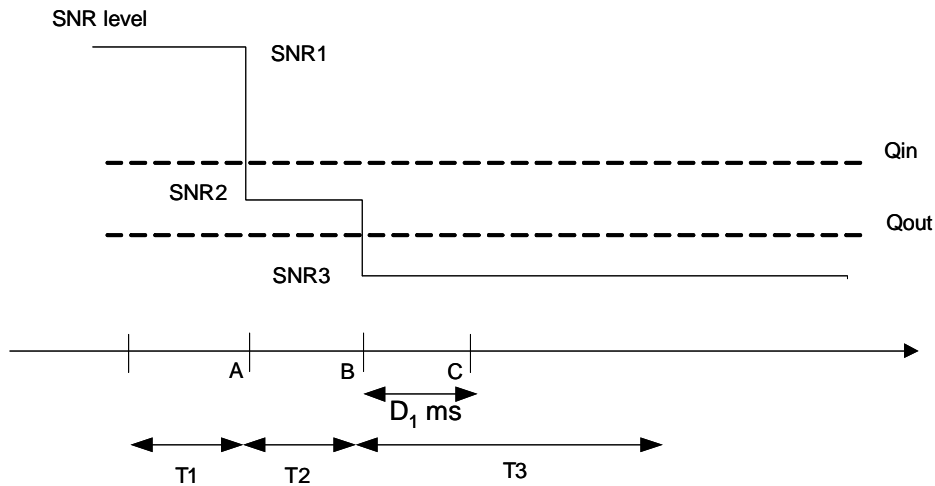 SNR level
SNR1
Qin
SNR2
Qout
SNR3
A B C
D1 ms
T1 T2 T3